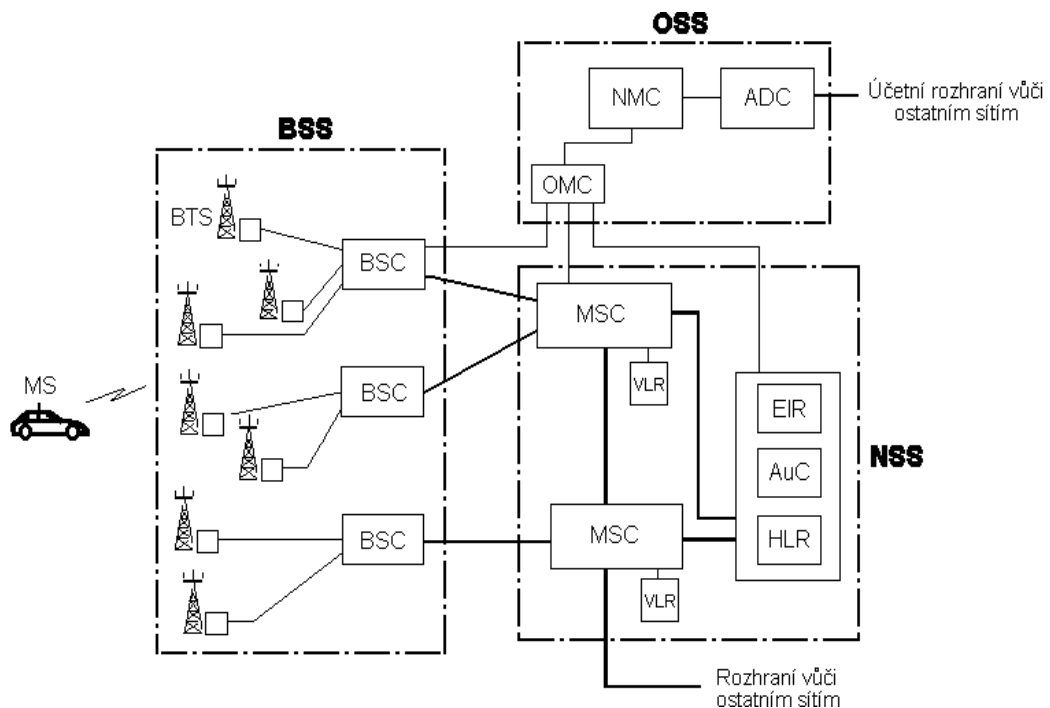 OSS
NMC
ADC
Účetní rozhraní vůči
ostatním sítím
OMC
BSS
BTS
BSC
BSC
BSC
MS
MSC
VLR
MSC
VLR
EIR
AuC
HLR
NSS
Rozhraní vůči
ostatním sítím